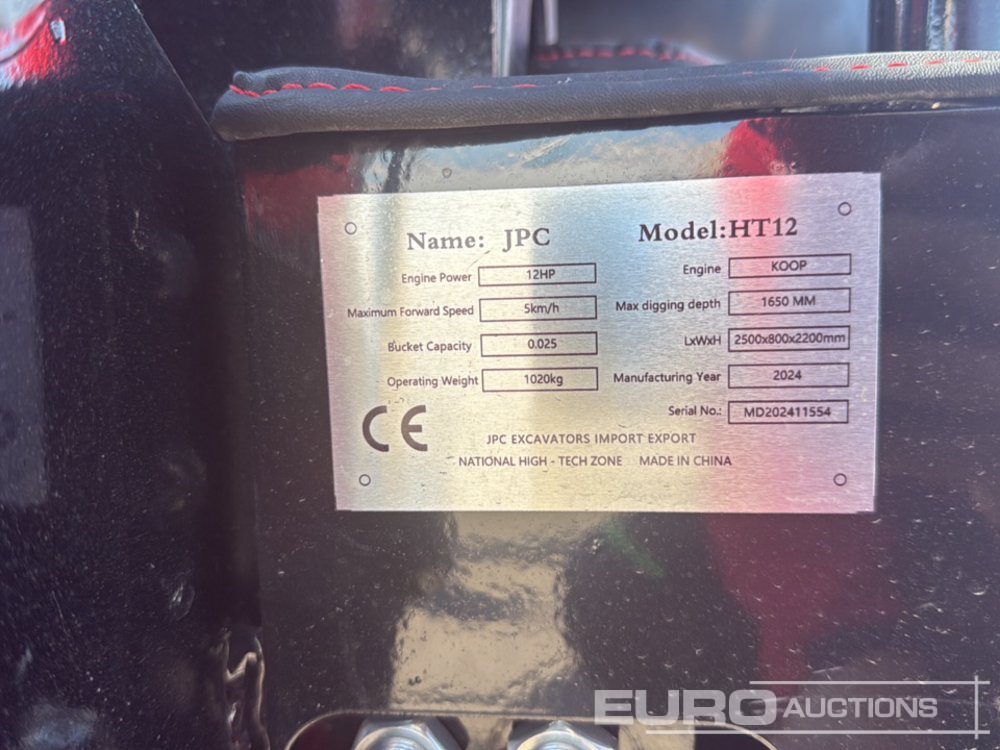 Name: JPC
Model:HT12
Engine Power 12HP
Engine KOOP
Maximum Forward Speed 5km/h
Max digging depth 1650 MM
Bucket Capacity 0.025
LxWxH 2500x800x2200mm
Operating Weight 1020kg
Manufacturing Year 2024
Serial No.: MD202411554
CE
JPC EXCAVATORS IMPORT EXPORT
NATIONAL HIGH - TECH ZONE MADE IN CHINA
EURO AUCTIONS